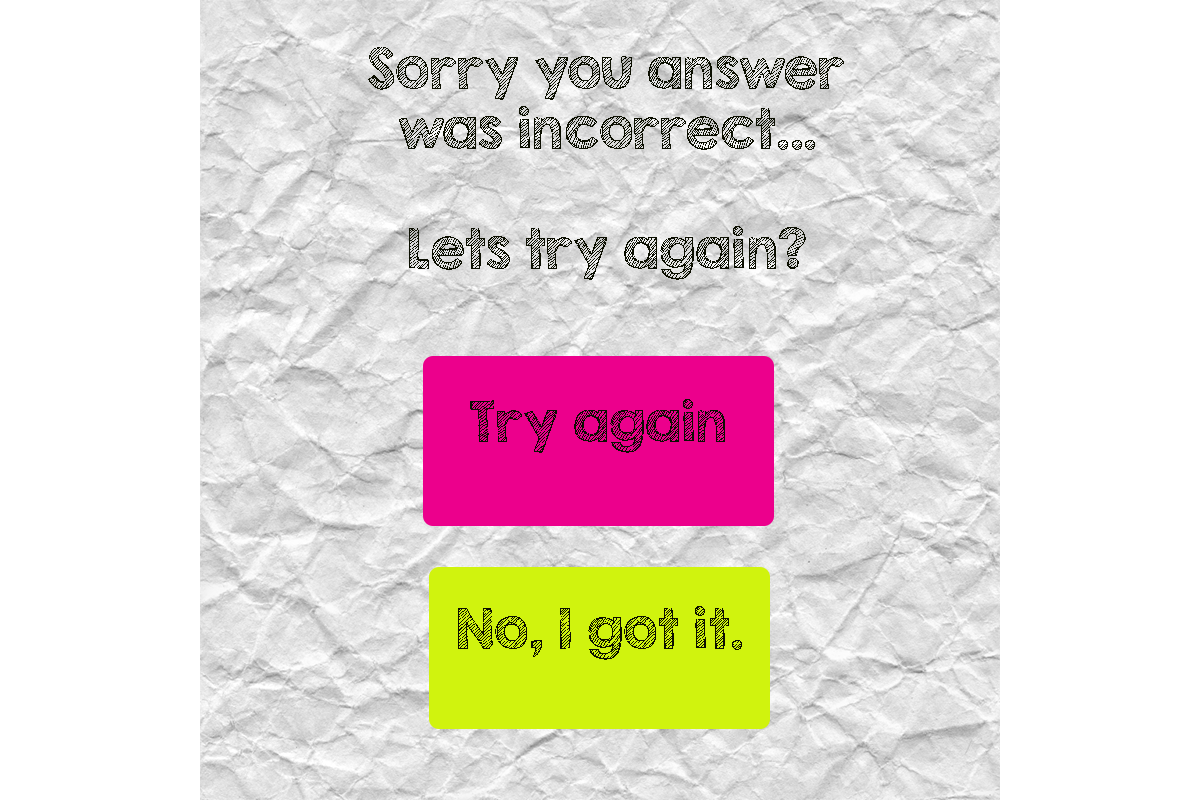 Sorry you answer
was incorrect...
Lets try again?
Try again
No, I got it.